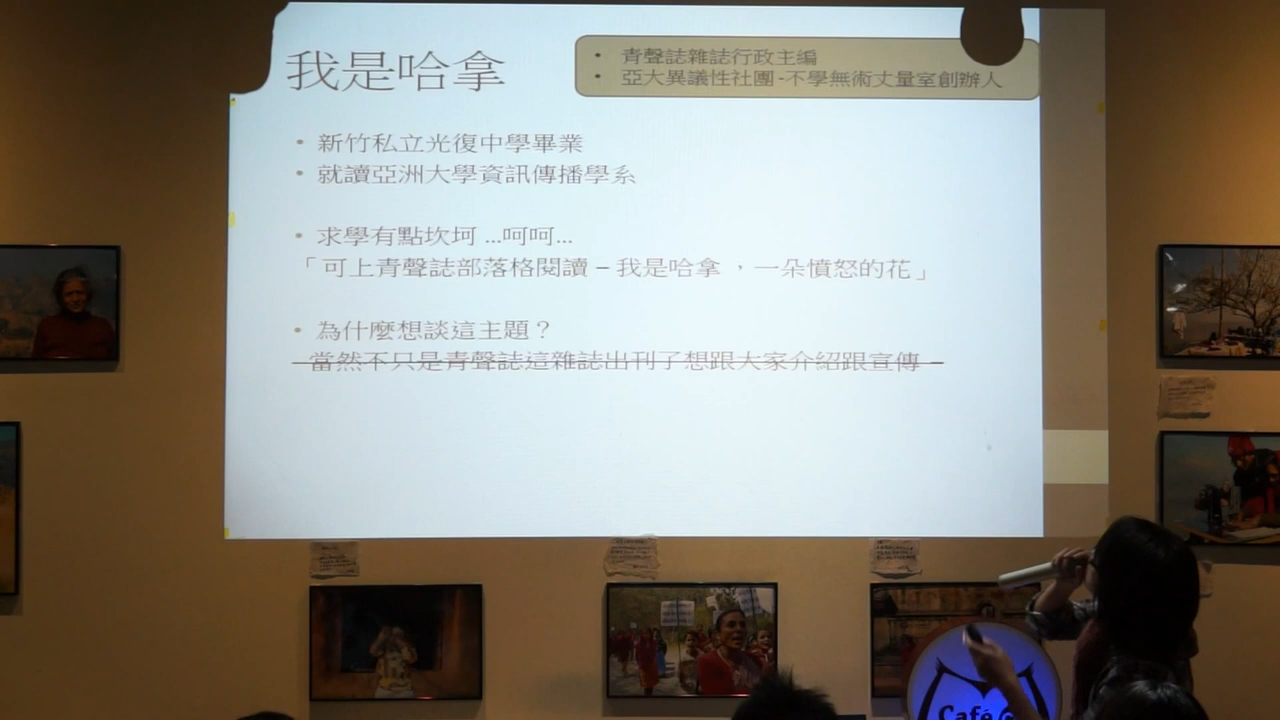 我是哈拿
• 青聲誌雜誌行政主編
• 亞大異議性社團-不學無術丈量室創辦人
• 新竹私立光復中學畢業
• 就讀亞洲大學資訊傳播學系
• 求學有點坎坷...呵呵...
「可上青聲誌部落格閱讀–我是哈拿，一朵憤怒的花」
• 為什麼想談這主題？
–當然不只是青聲誌這雜誌出刊了想跟大家介紹跟宣傳–
Café